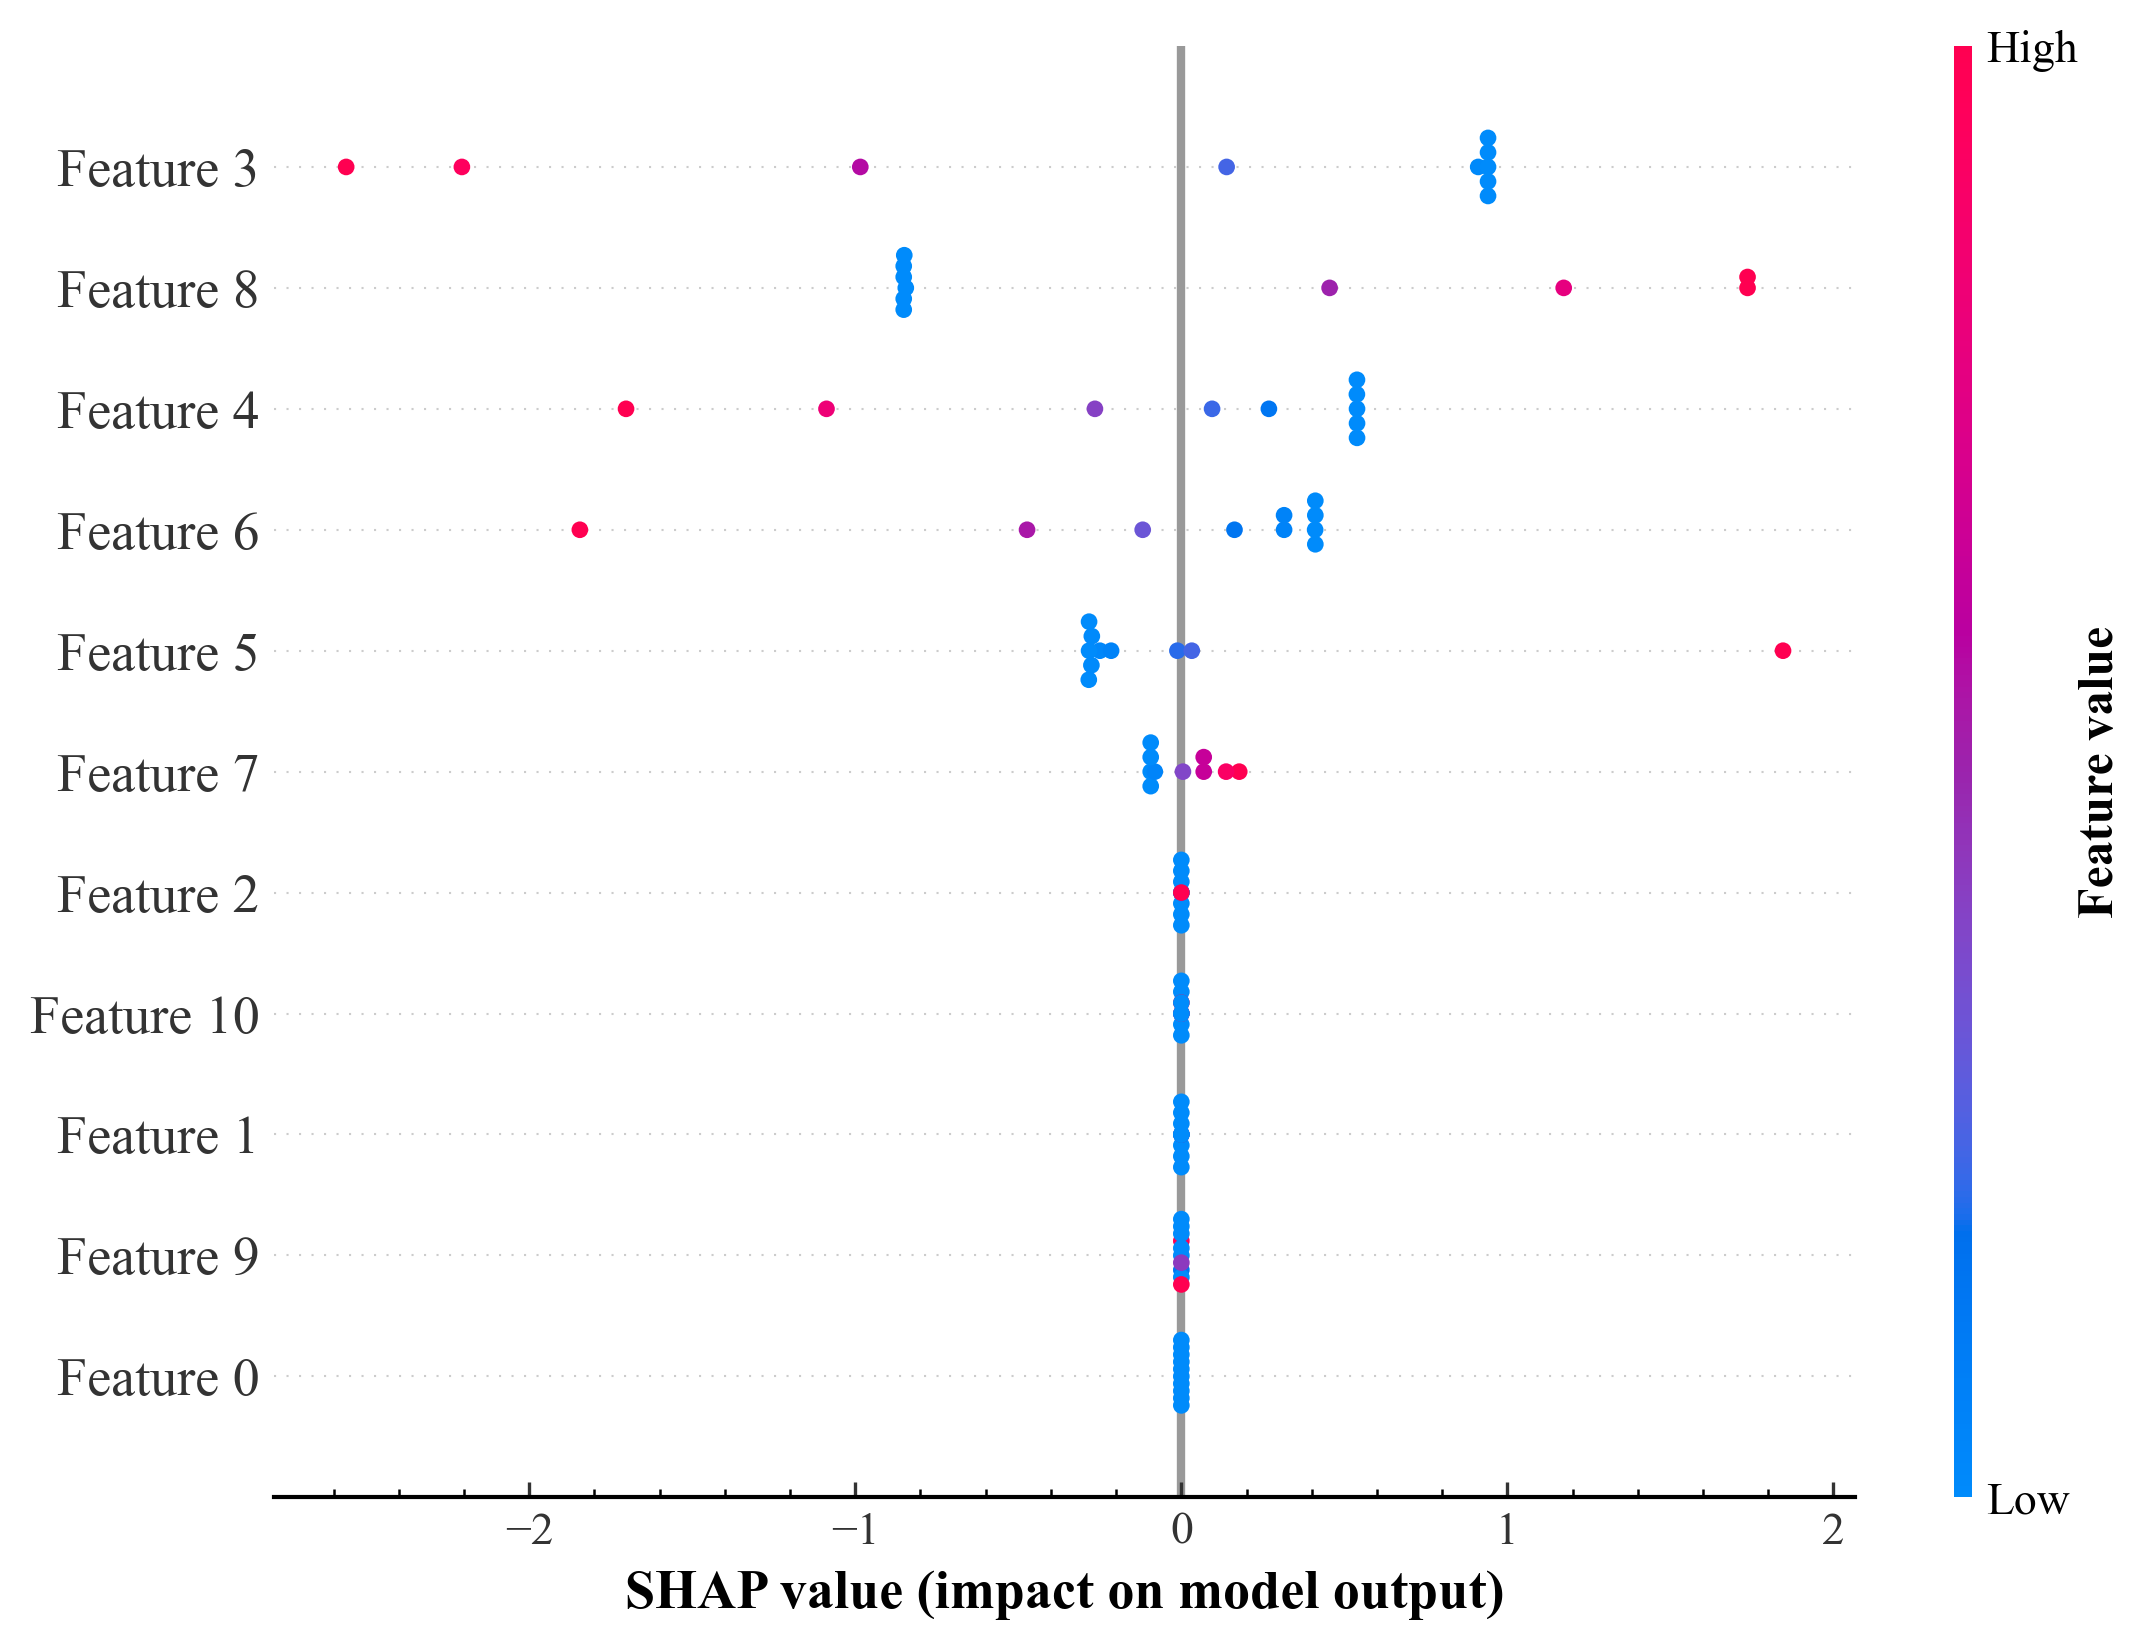 High
Feature 3
Feature 8
Feature 4
Feature 6
Feature 5
Feature 7
Feature 2
Feature 10
Feature 1
Feature 9
Feature 0
Feature value
Low
−2 −1 0 1 2
SHAP value (impact on model output)